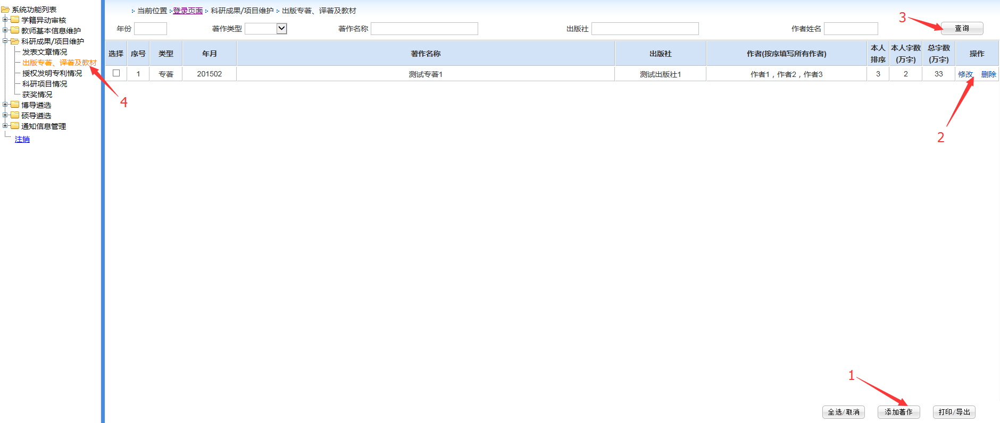 系统功能列表
学籍异动审核
教师基本信息维护
科研成果/项目维护
发表文章情况
出版专著、译著及教材
授权发明专利情况
科研项目情况
获奖情况
博导遴选
硕导遴选
通知信息管理
注销
当前位置 登录页面 科研成果/项目维护 出版专著、译著及教材
年份 著作类型 著作名称 出版社 作者姓名 查询
选择 序号 类型 年月 著作名称 出版社 作者(按序填写所有作者) 本人排序 本人字数(万字) 总字数(万字) 操作
1 专著 201502 测试专著1 测试出版社1 作者1，作者2，作者3 3 2 33 修改 删除
3
4
2
1
全选/取消 添加著作 打印/导出